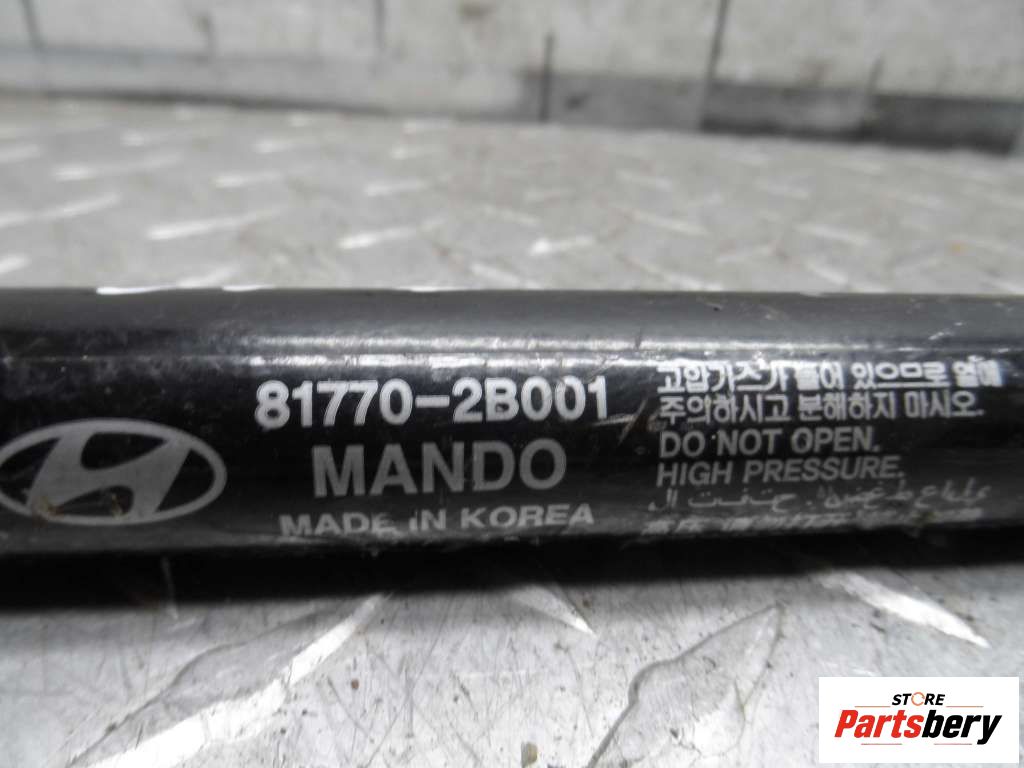 81770-2B001
MANDO
MADE IN KOREA
고압가스가 들어 있으므로 열에
주의하시고 분해하지 마시오.
DO NOT OPEN.
HIGH PRESSURE.
STORE
Partsbery